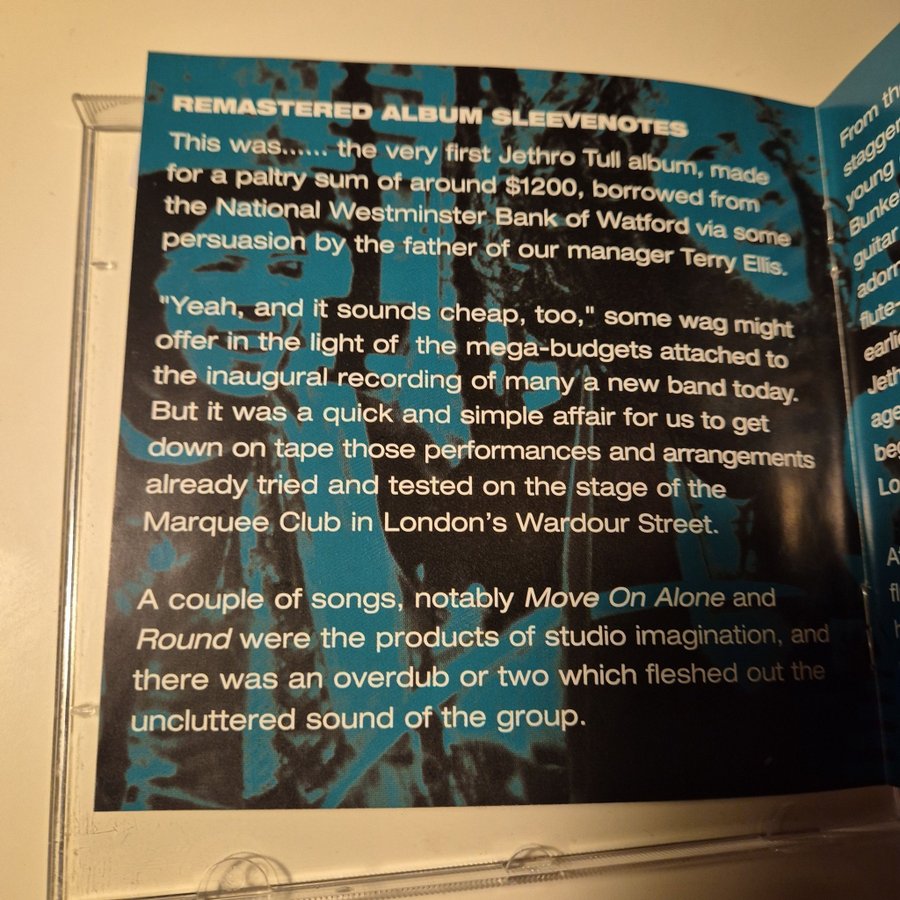 REMASTERED ALBUM SLEEVENOTES
This was...... the very first Jethro Tull album, made
for a paltry sum of around $1200, borrowed from
the National Westminster Bank of Watford via some
persuasion by the father of our manager Terry Ellis.
"Yeah, and it sounds cheap, too," some wag might
offer in the light of  the mega-budgets attached to
the inaugural recording of many a new band today.
But it was a quick and simple affair for us to get
down on tape those performances and arrangements
already tried and tested on the stage of the
Marquee Club in London's Wardour Street.
A couple of songs, notably Move On Alone and
Round were the products of studio imagination, and
there was an overdub or two which fleshed out the
uncluttered sound of the group.
From
young
guitar